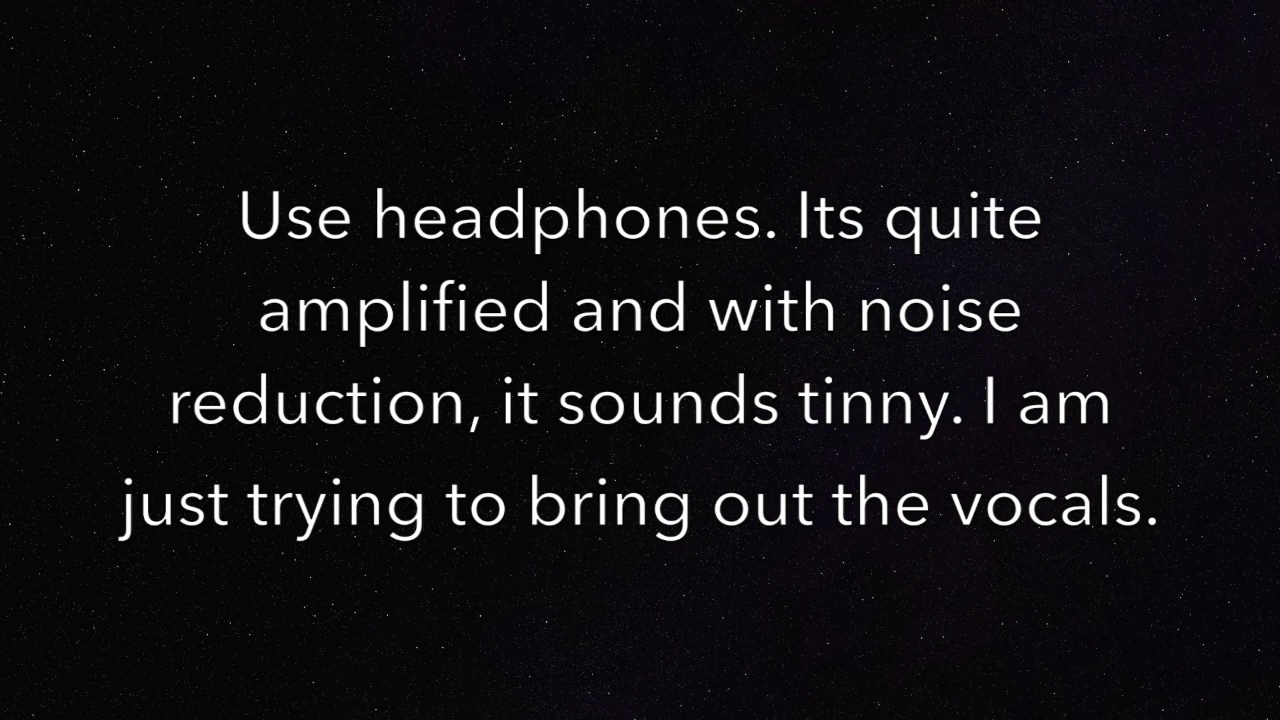 Use headphones. Its quite
amplified and with noise
reduction, it sounds tinny. I am
just trying to bring out the vocals.